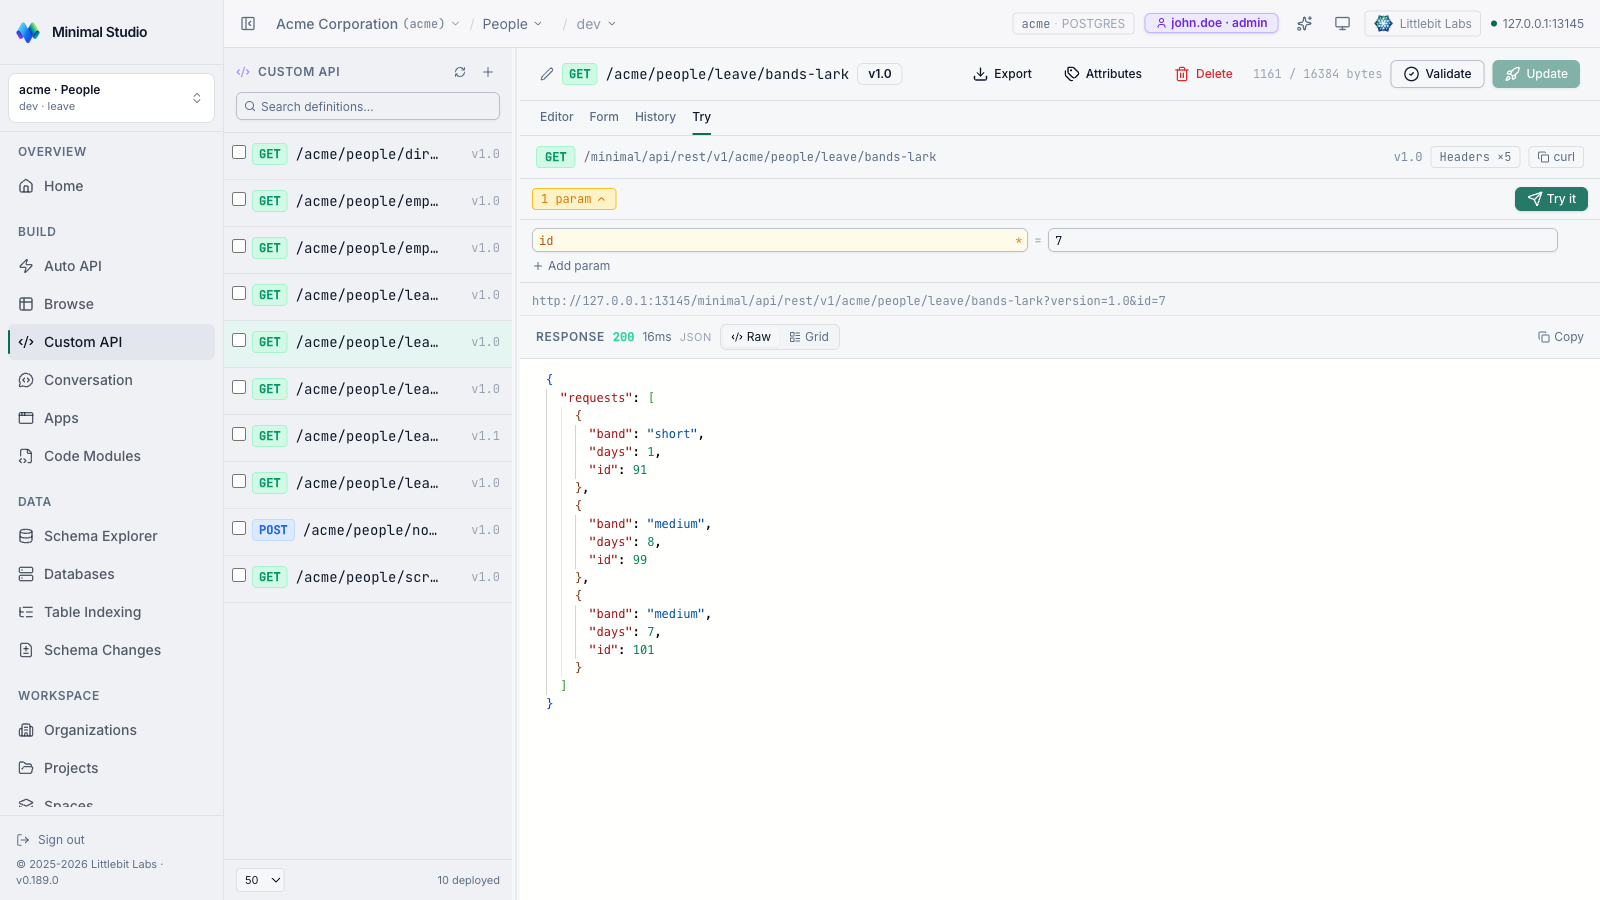 Minimal Studio
acme · People
dev · leave
OVERVIEW
Home
BUILD
Auto API
Browse
Custom API
Conversation
Apps
Code Modules
DATA
Schema Explorer
Databases
Table Indexing
Schema Changes
WORKSPACE
Organizations
Projects
Spaces
Sign out
© 2025-2026 Littlebit Labs ·
v0.189.0
Acme Corporation (acme) / People / dev
acme · POSTGRES
john.doe · admin
Littlebit Labs
127.0.0.1:13145
CUSTOM API
Search definitions...
GET /acme/people/dir… v1.0
GET /acme/people/emp… v1.0
GET /acme/people/emp… v1.0
GET /acme/people/lea… v1.0
GET /acme/people/lea… v1.0
GET /acme/people/lea… v1.0
GET /acme/people/lea… v1.1
GET /acme/people/lea… v1.0
POST /acme/people/no… v1.0
GET /acme/people/scr… v1.0
50
10 deployed
GET /acme/people/leave/bands-lark v1.0
Export
Attributes
Delete
1161 / 16384 bytes
Validate
Update
Editor Form History Try
GET /minimal/api/rest/v1/acme/people/leave/bands-lark
v1.0 Headers ×5 curl
1 param
Try it
id * = 7
+ Add param
http://127.0.0.1:13145/minimal/api/rest/v1/acme/people/leave/bands-lark?version=1.0&id=7
RESPONSE 200 16ms JSON Raw Grid
Copy
{
"requests": [
{
"band": "short",
"days": 1,
"id": 91
},
{
"band": "medium",
"days": 8,
"id": 99
},
{
"band": "medium",
"days": 7,
"id": 101
}
]
}